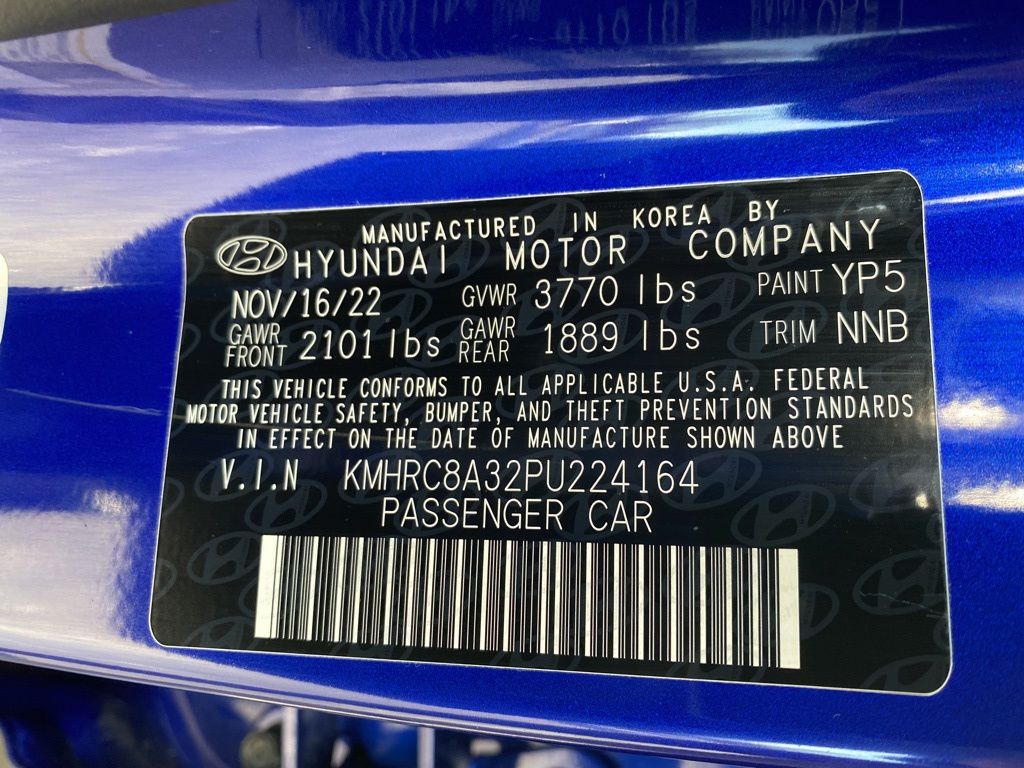 MANUFACTURED IN KOREA BY
HYUNDAI MOTOR COMPANY
NOV/16/22 GVWR 3770 lbs PAINT YP5
GAWR FRONT 2101 lbs GAWR REAR 1889 lbs TRIM NNB
THIS VEHICLE CONFORMS TO ALL APPLICABLE U.S.A. FEDERAL
MOTOR VEHICLE SAFETY, BUMPER, AND THEFT PREVENTION STANDARDS
IN EFFECT ON THE DATE OF MANUFACTURE SHOWN ABOVE
V.I.N KMHRC8A32PU224164
PASSENGER CAR